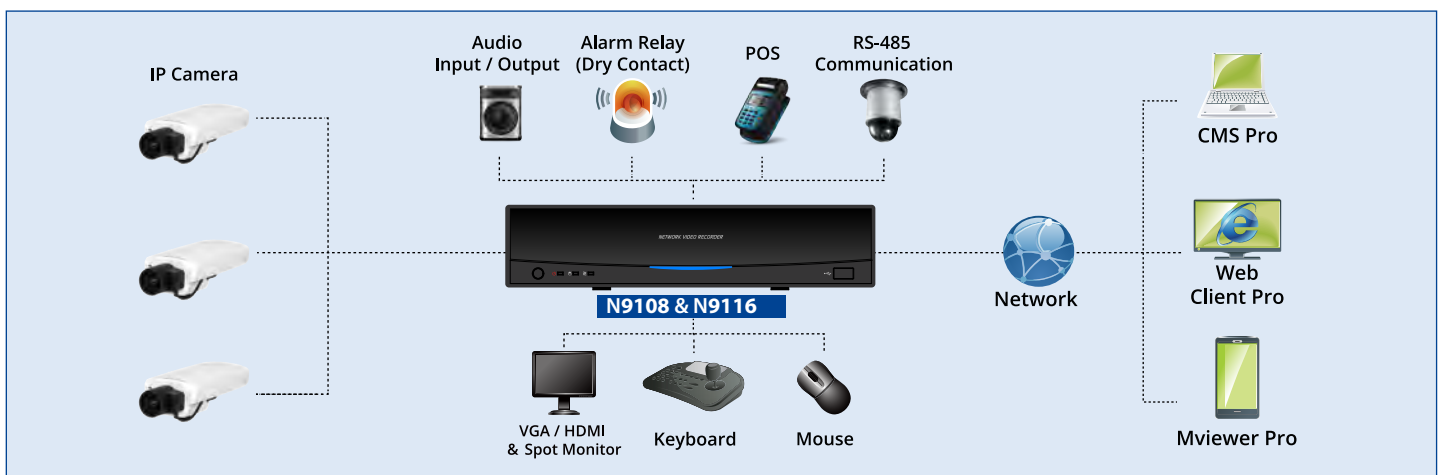 IP Camera
Audio
Input / Output
Alarm Relay
(Dry Contact)
POS
RS-485
Communication
CMS Pro
NETWORK VIDEO RECORDER
N9108 & N9116
Network
Web
Client Pro
VGA / HDMI
& Spot Monitor
Keyboard
Mouse
Mviewer Pro